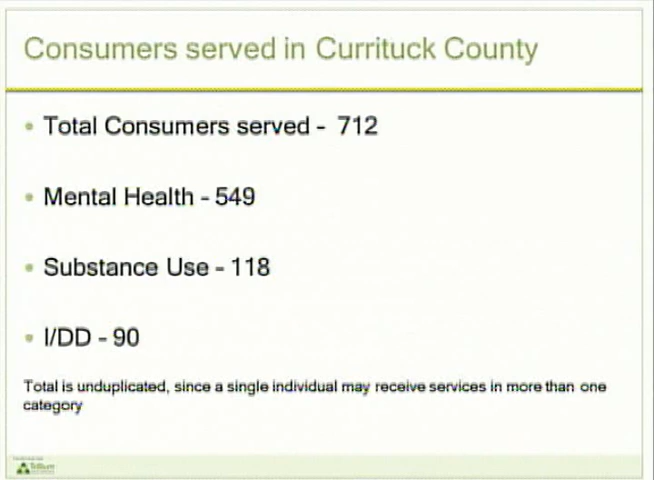 Consumers served in Currituck County
• Total Consumers served - 712
• Mental Health - 549
• Substance Use - 118
• I/DD - 90
Total is unduplicated, since a single individual may receive services in more than one
category
Trillium